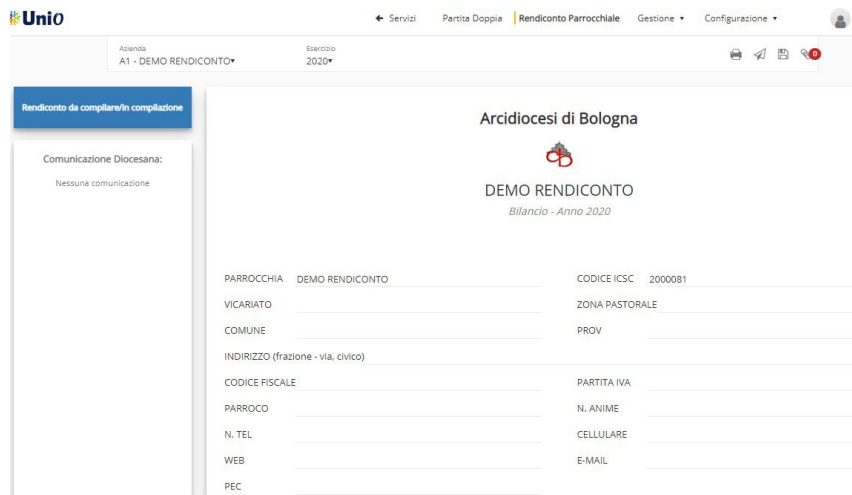 Unio
Servizi Partita Doppia Rendiconto Parrocchiale Gestione Configurazione
Azienda Esercizio
A1 - DEMO RENDICONTO 2020
0
Rendiconto da compilare/in compilazione
Comunicazione Diocesana:
Nessuna comunicazione
Arcidiocesi di Bologna
DEMO RENDICONTO
Bilancio - Anno 2020
PARROCCHIA DEMO RENDICONTO CODICE ICSC 2000081
VICARIATO ZONA PASTORALE
COMUNE PROV
INDIRIZZO (frazione - via, civico)
CODICE FISCALE PARTITA IVA
PARROCO N. ANIME
N. TEL CELLULARE
WEB E-MAIL
PEC